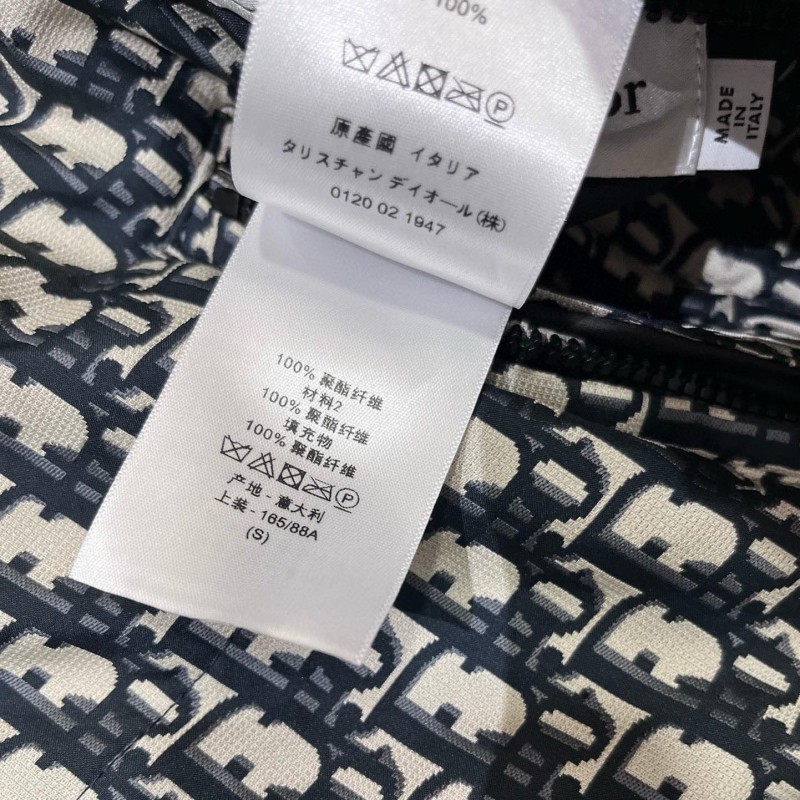 100%
原產國 イタリア
タリスチャン ディオール(株)
0120 02 1947
MADE
IN
ITALY
100% 聚酯纤维
材料2
100% 聚酯纤维
填充物
100% 聚酯纤维
P
产地 - 意大利
上装 - 165/88A
(S)